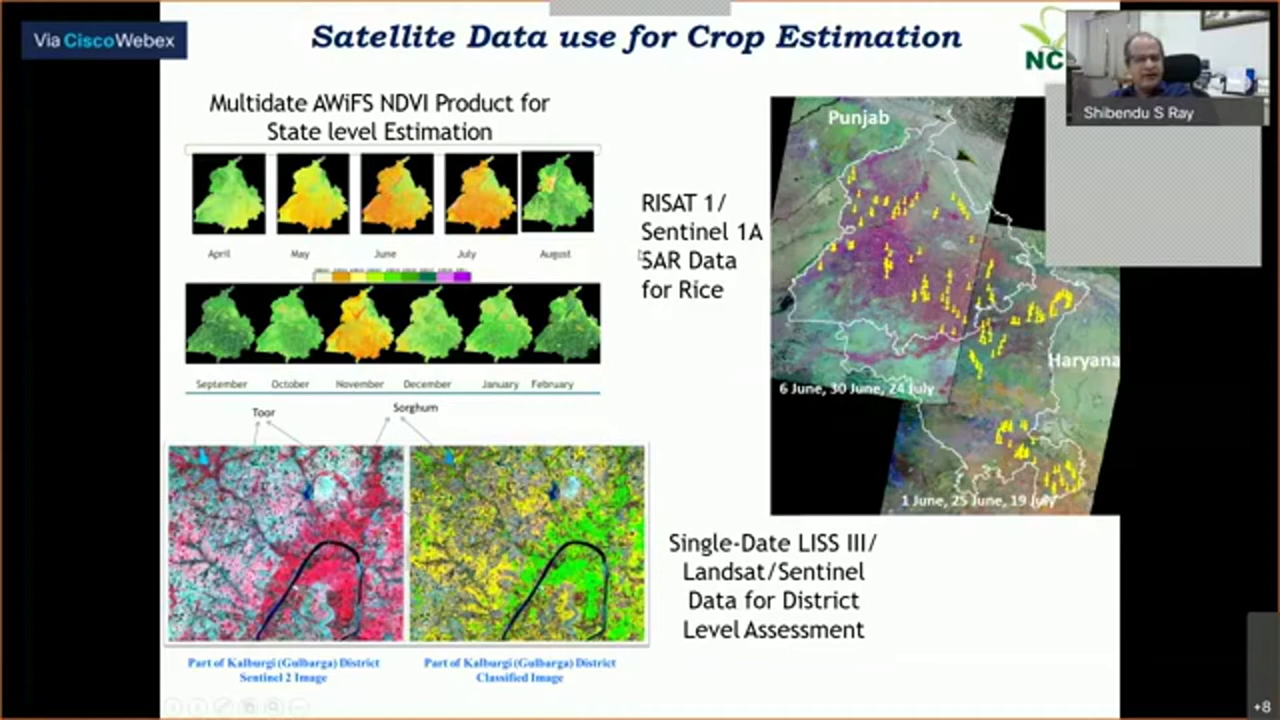 Via Cisco Webex
Satellite Data use for Crop Estimation
NC
Shibendu S Ray
Multidate AWiFS NDVI Product for
State level Estimation
April May June July August
September October November December January February
RISAT 1/
Sentinel 1A
SAR Data
for Rice
Punjab
Haryana
6 June, 30 June, 24 July
1 June, 25 June, 19 July
Toor Sorghum
Part of Kalburgi (Gulbarga) District
Sentinel 2 Image
Part of Kalburgi (Gulbarga) District
Classified Image
Single-Date LISS III/
Landsat/Sentinel
Data for District
Level Assessment
+8